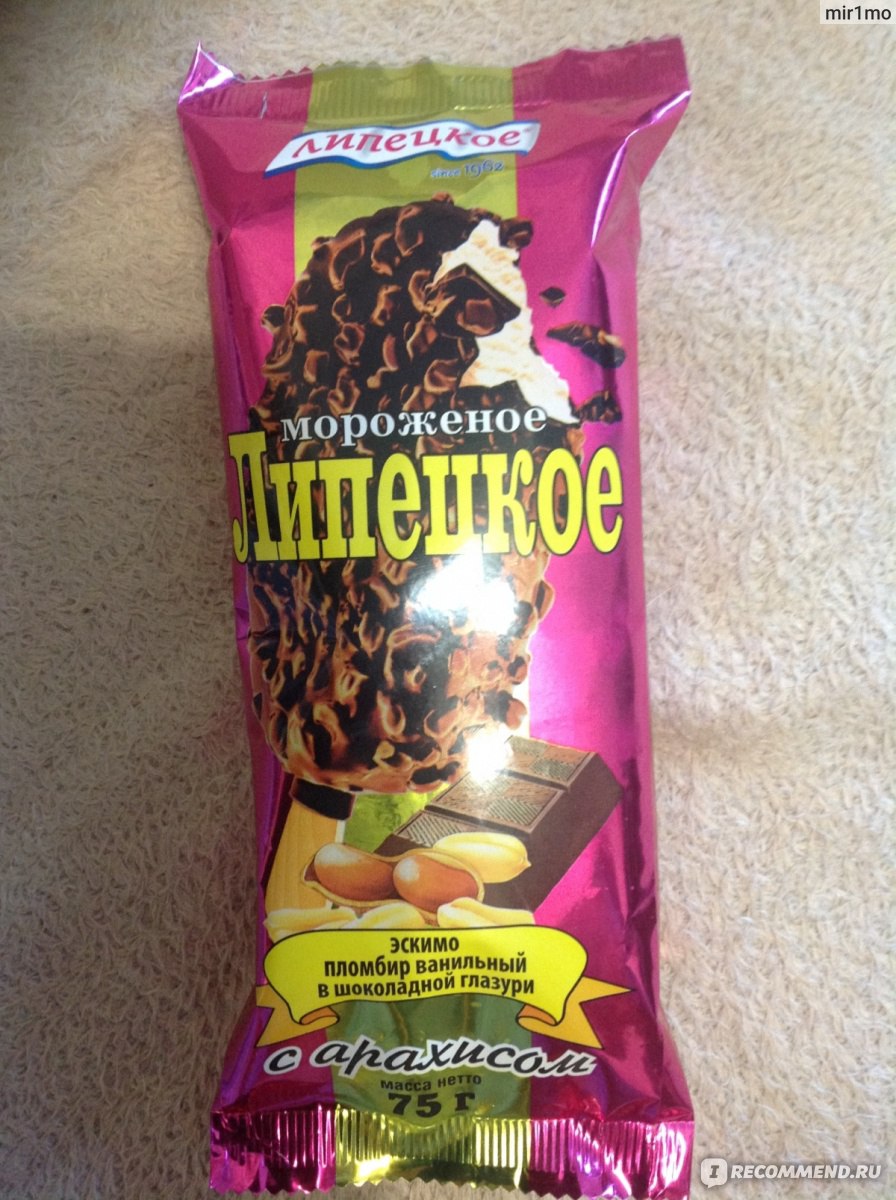 mir1mo
липецкое
since 1962
мороженое
Липецкое
эскимо
пломбир ванильный
в шоколадной глазури
с арахисом
масса нетто
75 г
I RECOMMEND.RU